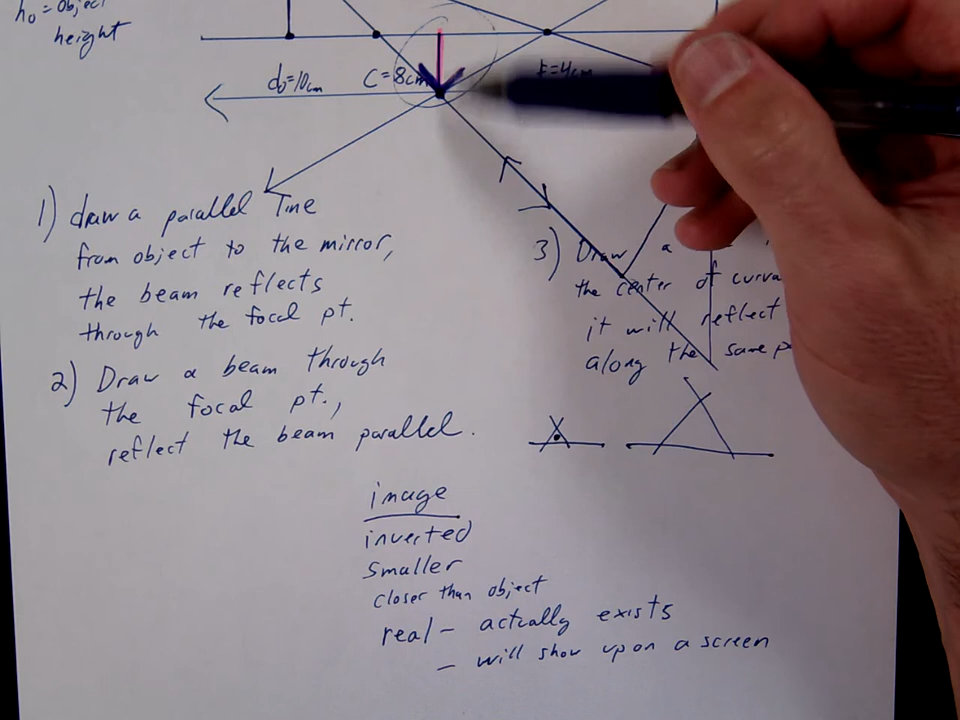 ho = Object
height
do=10cm C=8cm F=4cm
1) draw a parallel line
from object to the mirror,
the beam reflects
through the focal pt.
2) Draw a beam through
the focal pt.,
reflect the beam parallel.
3) Draw a
the center of curva
it will reflect
along the same p
image
inverted
smaller
closer than object
real - actually exists
- will show up on a screen